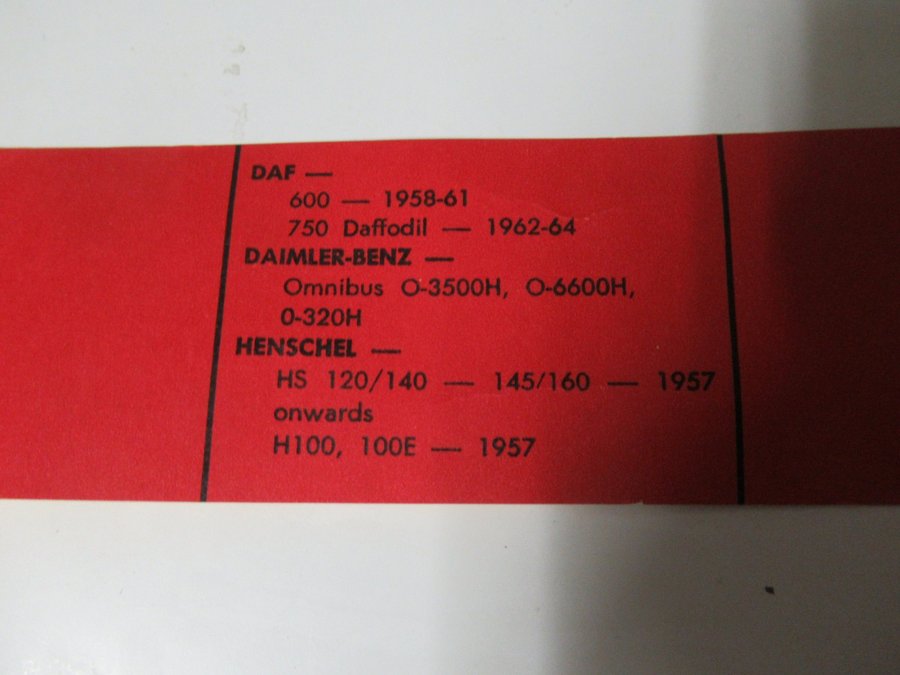 DAF —
600 — 1958-61
750 Daffodil — 1962-64
DAIMLER-BENZ —
Omnibus O-3500H, O-6600H,
0-320H
HENSCHEL —
HS 120/140 — 145/160 — 1957
onwards
H100, 100E — 1957